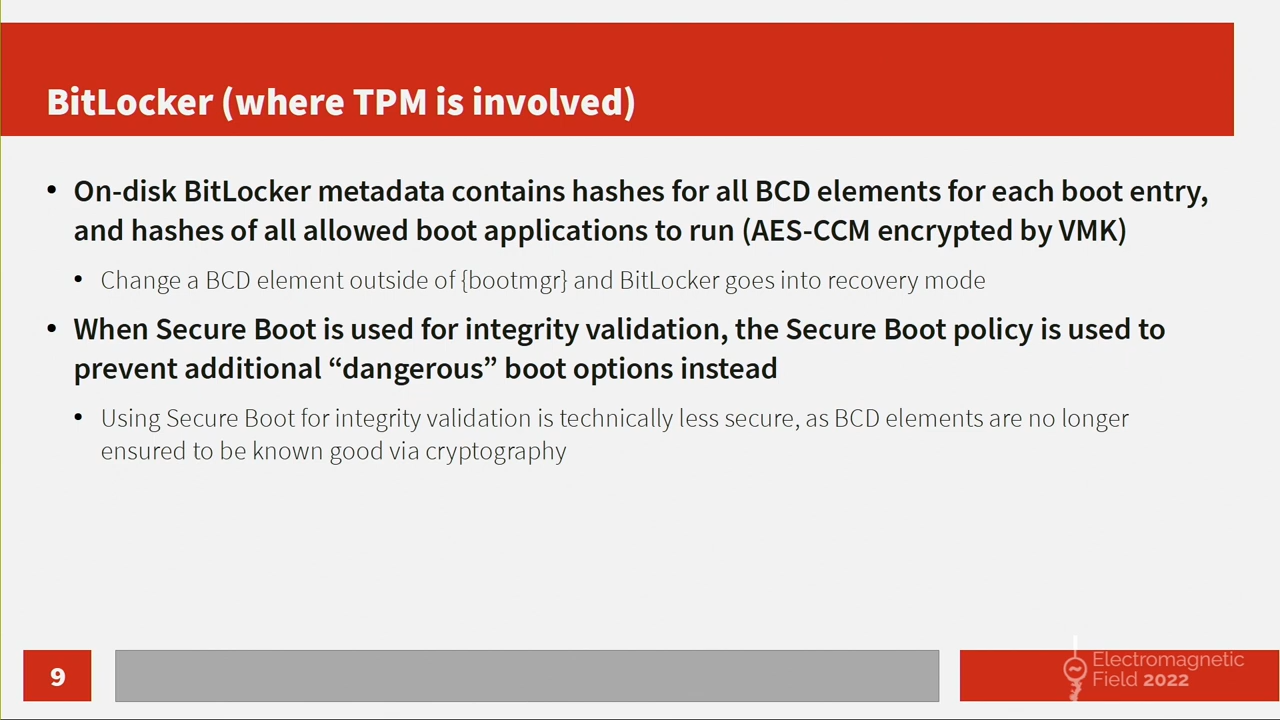 BitLocker (where TPM is involved)
• On-disk BitLocker metadata contains hashes for all BCD elements for each boot entry,
and hashes of all allowed boot applications to run (AES-CCM encrypted by VMK)
• Change a BCD element outside of {bootmgr} and BitLocker goes into recovery mode
• When Secure Boot is used for integrity validation, the Secure Boot policy is used to
prevent additional “dangerous” boot options instead
• Using Secure Boot for integrity validation is technically less secure, as BCD elements are no longer
ensured to be known good via cryptography
9
Electromagnetic
Field 2022